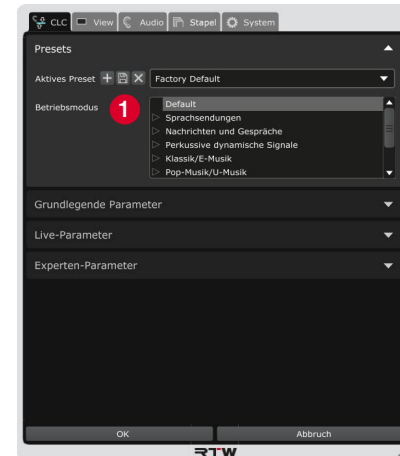 CLC View Audio Stapel System
Presets
Aktives Preset Factory Default
Betriebsmodus 1 Default
Sprachsendungen
Nachrichten und Gespräche
Perkussive dynamische Signale
Klassik/E-Musik
Pop-Musik/U-Musik
Grundlegende Parameter
Live-Parameter
Experten-Parameter
OK Abbruch
RTW